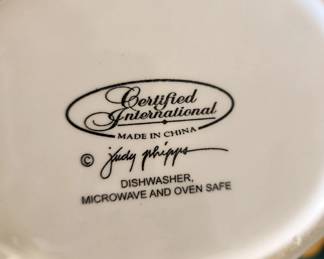 Certified
International
MADE IN CHINA
© Judy Phipps
DISHWASHER,
MICROWAVE AND OVEN SAFE